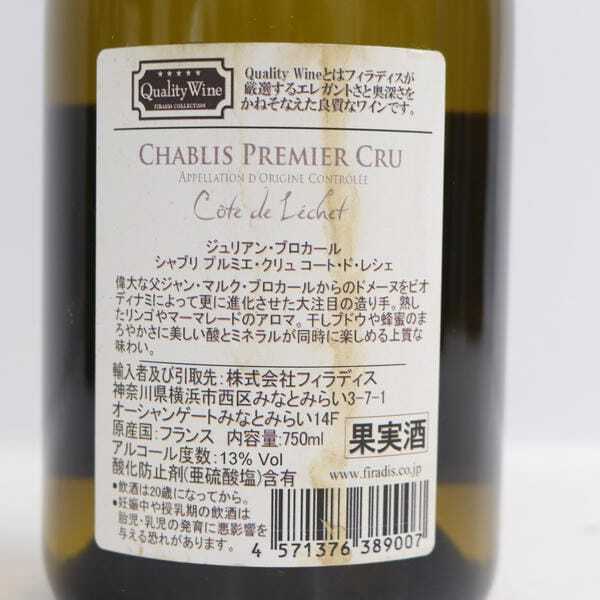 ★★★★★
Quality Wine
FIRADIS COLLECTION
Quality Wineとはフィラディスが
厳選するエレガントさと奥深さを
かねそなえた良質なワインです。
CHABLIS PREMIER CRU
APPELLATION D'ORIGINE CONTRÔLÉE
Côte de Léchet
ジュリアン・ブロカール
シャブリ プルミエ・クリュ コート・ド・レシェ
偉大な父ジャン・マルク・ブロカールからのドメーヌをビオ
ディナミによって更に進化させた大注目の造り手。熟し
たリンゴやマーマレードのアロマ。干しブドウや蜂蜜のま
ろやかさに美しい酸とミネラルが同時に楽しめる上質な
味わい。
輸入者及び引取先:株式会社フィラディス
神奈川県横浜市西区みなとみらい3-7-1
オーシャンゲートみなとみらい14F
原産国:フランス 内容量:750ml
アルコール度数:13% Vol
酸化防止剤(亜硫酸塩)含有
果実酒
www.firadis.co.jp
●飲酒は20歳になってから。
●妊娠中や授乳期の飲酒は
胎児・乳児の発育に悪影響を
与える恐れがあります。
4 571376 389007